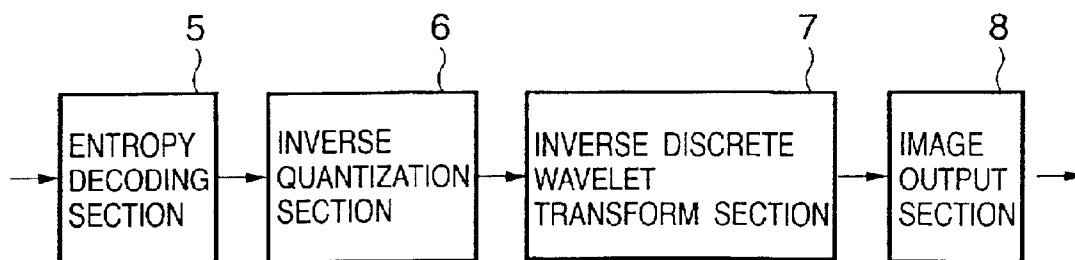 5
6
7
8
ENTROPY
DECODING
SECTION
INVERSE
QUANTIZATION
SECTION
INVERSE DISCRETE
WAVELET
TRANSFORM SECTION
IMAGE
OUTPUT
SECTION